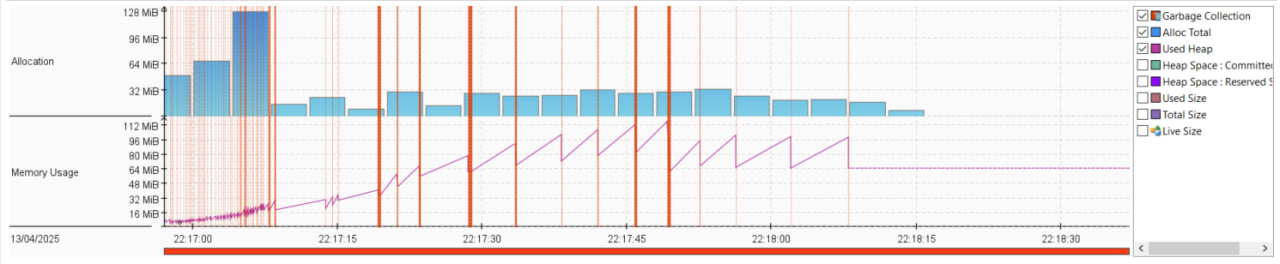 128 MiB
96 MiB
64 MiB
32 MiB
Allocation
112 MiB
96 MiB
80 MiB
64 MiB
48 MiB
32 MiB
16 MiB
Memory Usage
13/04/2025
22:17:00
22:17:15
22:17:30
22:17:45
22:18:00
22:18:15
22:18:30
Garbage Collection
Alloc Total
Used Heap
Heap Space : Committe
Heap Space : Reserved S
Used Size
Total Size
Live Size